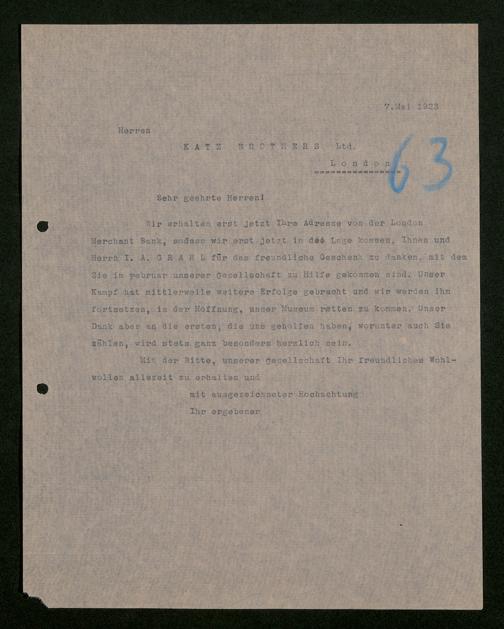 7.Mai 1923
Herren
KATZ BROTHERS Ltd.
London
63
Sehr geehrte Herren!
Wir erhalten erst jetzt Ihre Adresse von der London
Merchant Bank, sodass wir erst jetzt in der Lage kommen, Ihnen und
Herrn I. A. GRAHL für das freundliche Geschenk zu danken, mit dem
Sie im Februar unserer Gesellschaft zu Hilfe gekommen sind. Unser
Kampf hat mittlerweile weitere Erfolge gebracht und wir werden ihn
fortsetzen, in der Hoffnung, unser Museum retten zu können. Unser
Dank aber an die ersten, die uns geholfen haben, worunter auch Sie
zählen, wird stets ganz besonders herzlich sein.
Mit der Bitte, unserer Gesellschaft Ihr freundliches Wohl-
wollen allezeit zu erhalten und
mit ausgezeichneter Hochachtung
Ihr ergebener